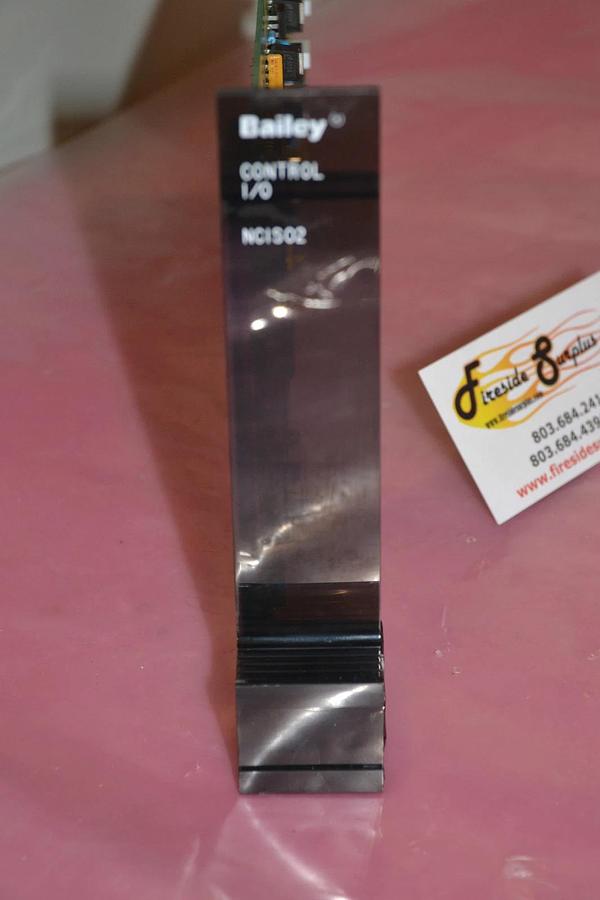 Bailey®
CONTROL
I/O
NCIS02
Fireside Surplus
803.684.241
803.684.439
www.firesides